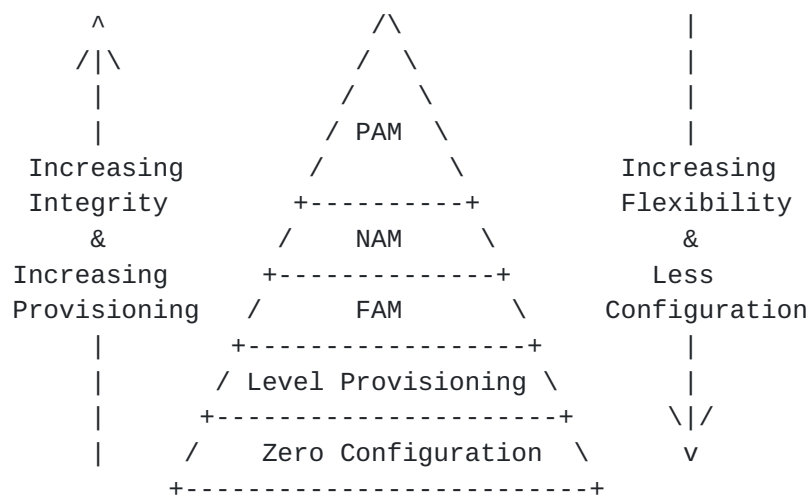 PAM
Increasing Increasing
Integrity Flexibility
& NAM &
Increasing Less
Provisioning FAM Configuration
Level Provisioning
Zero Configuration